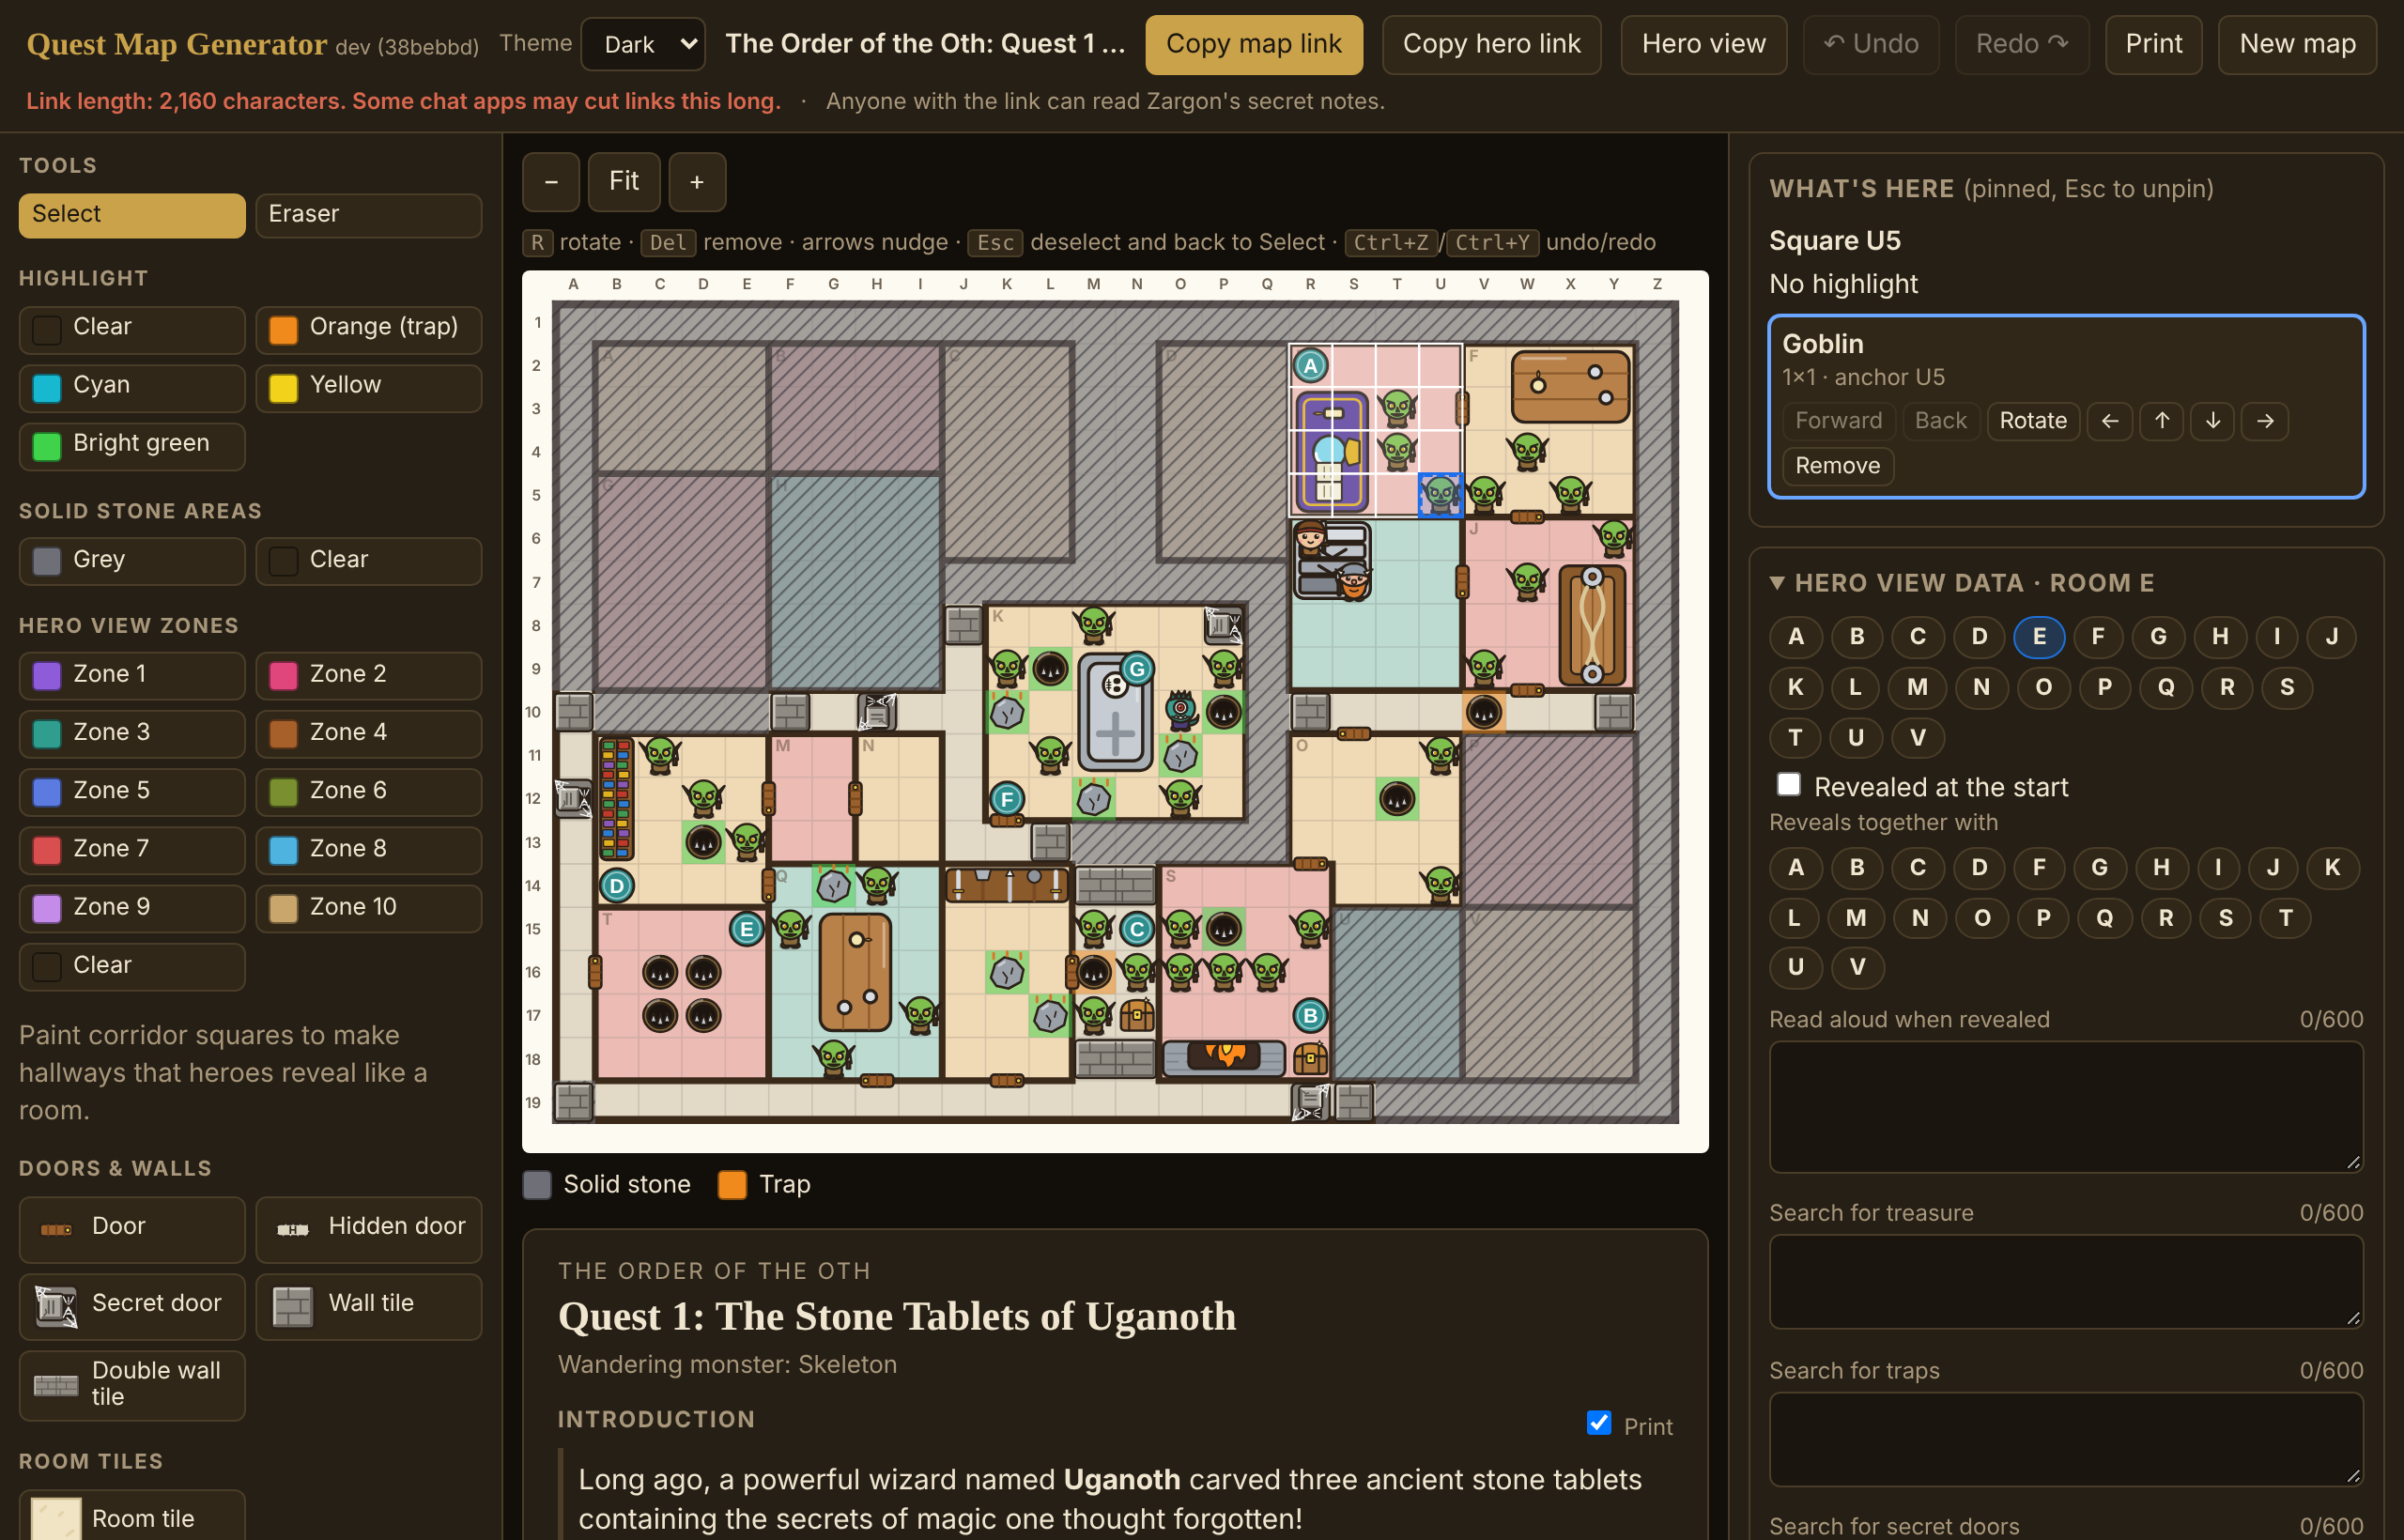 Quest Map Generator dev (38bebbd) Theme Dark The Order of the Oth: Quest 1 ... Copy map link Copy hero link Hero view ↶ Undo Redo ↷ Print New map
Link length: 2,160 characters. Some chat apps may cut links this long. · Anyone with the link can read Zargon's secret notes.
TOOLS
Select Eraser
HIGHLIGHT
Clear Orange (trap)
Cyan Yellow
Bright green
SOLID STONE AREAS
Grey Clear
HERO VIEW ZONES
Zone 1 Zone 2
Zone 3 Zone 4
Zone 5 Zone 6
Zone 7 Zone 8
Zone 9 Zone 10
Clear
Paint corridor squares to make
hallways that heroes reveal like a
room.
DOORS & WALLS
Door Hidden door
Secret door Wall tile
Double wall
tile
ROOM TILES
Room tile
− Fit +
R rotate · Del remove · arrows nudge · Esc deselect and back to Select · Ctrl+Z/Ctrl+Y undo/redo
A B C D E F G H I J K L M N O P Q R S T U V W X Y Z
1
A B C D F
2 A
3
4
5
G H
6 J
7
8 K
9 G
10
11 M N O P
12 F
13
14 D Q S
15 T E C U V
16
17 B
18
19
Solid stone Trap
THE ORDER OF THE OTH
Quest 1: The Stone Tablets of Uganoth
Wandering monster: Skeleton
INTRODUCTION Print
Long ago, a powerful wizard named Uganoth carved three ancient stone tablets
containing the secrets of magic one thought forgotten!
WHAT'S HERE (pinned, Esc to unpin)
Square U5
No highlight
Goblin
1×1 · anchor U5
Forward Back Rotate ← ↑ ↓ →
Remove
▼ HERO VIEW DATA · ROOM E
A B C D E F G H I J
K L M N O P Q R S
T U V
Revealed at the start
Reveals together with
A B C D F G H I J K
L M N O P Q R S T
U V
Read aloud when revealed 0/600
Search for treasure 0/600
Search for traps 0/600
Search for secret doors 0/600